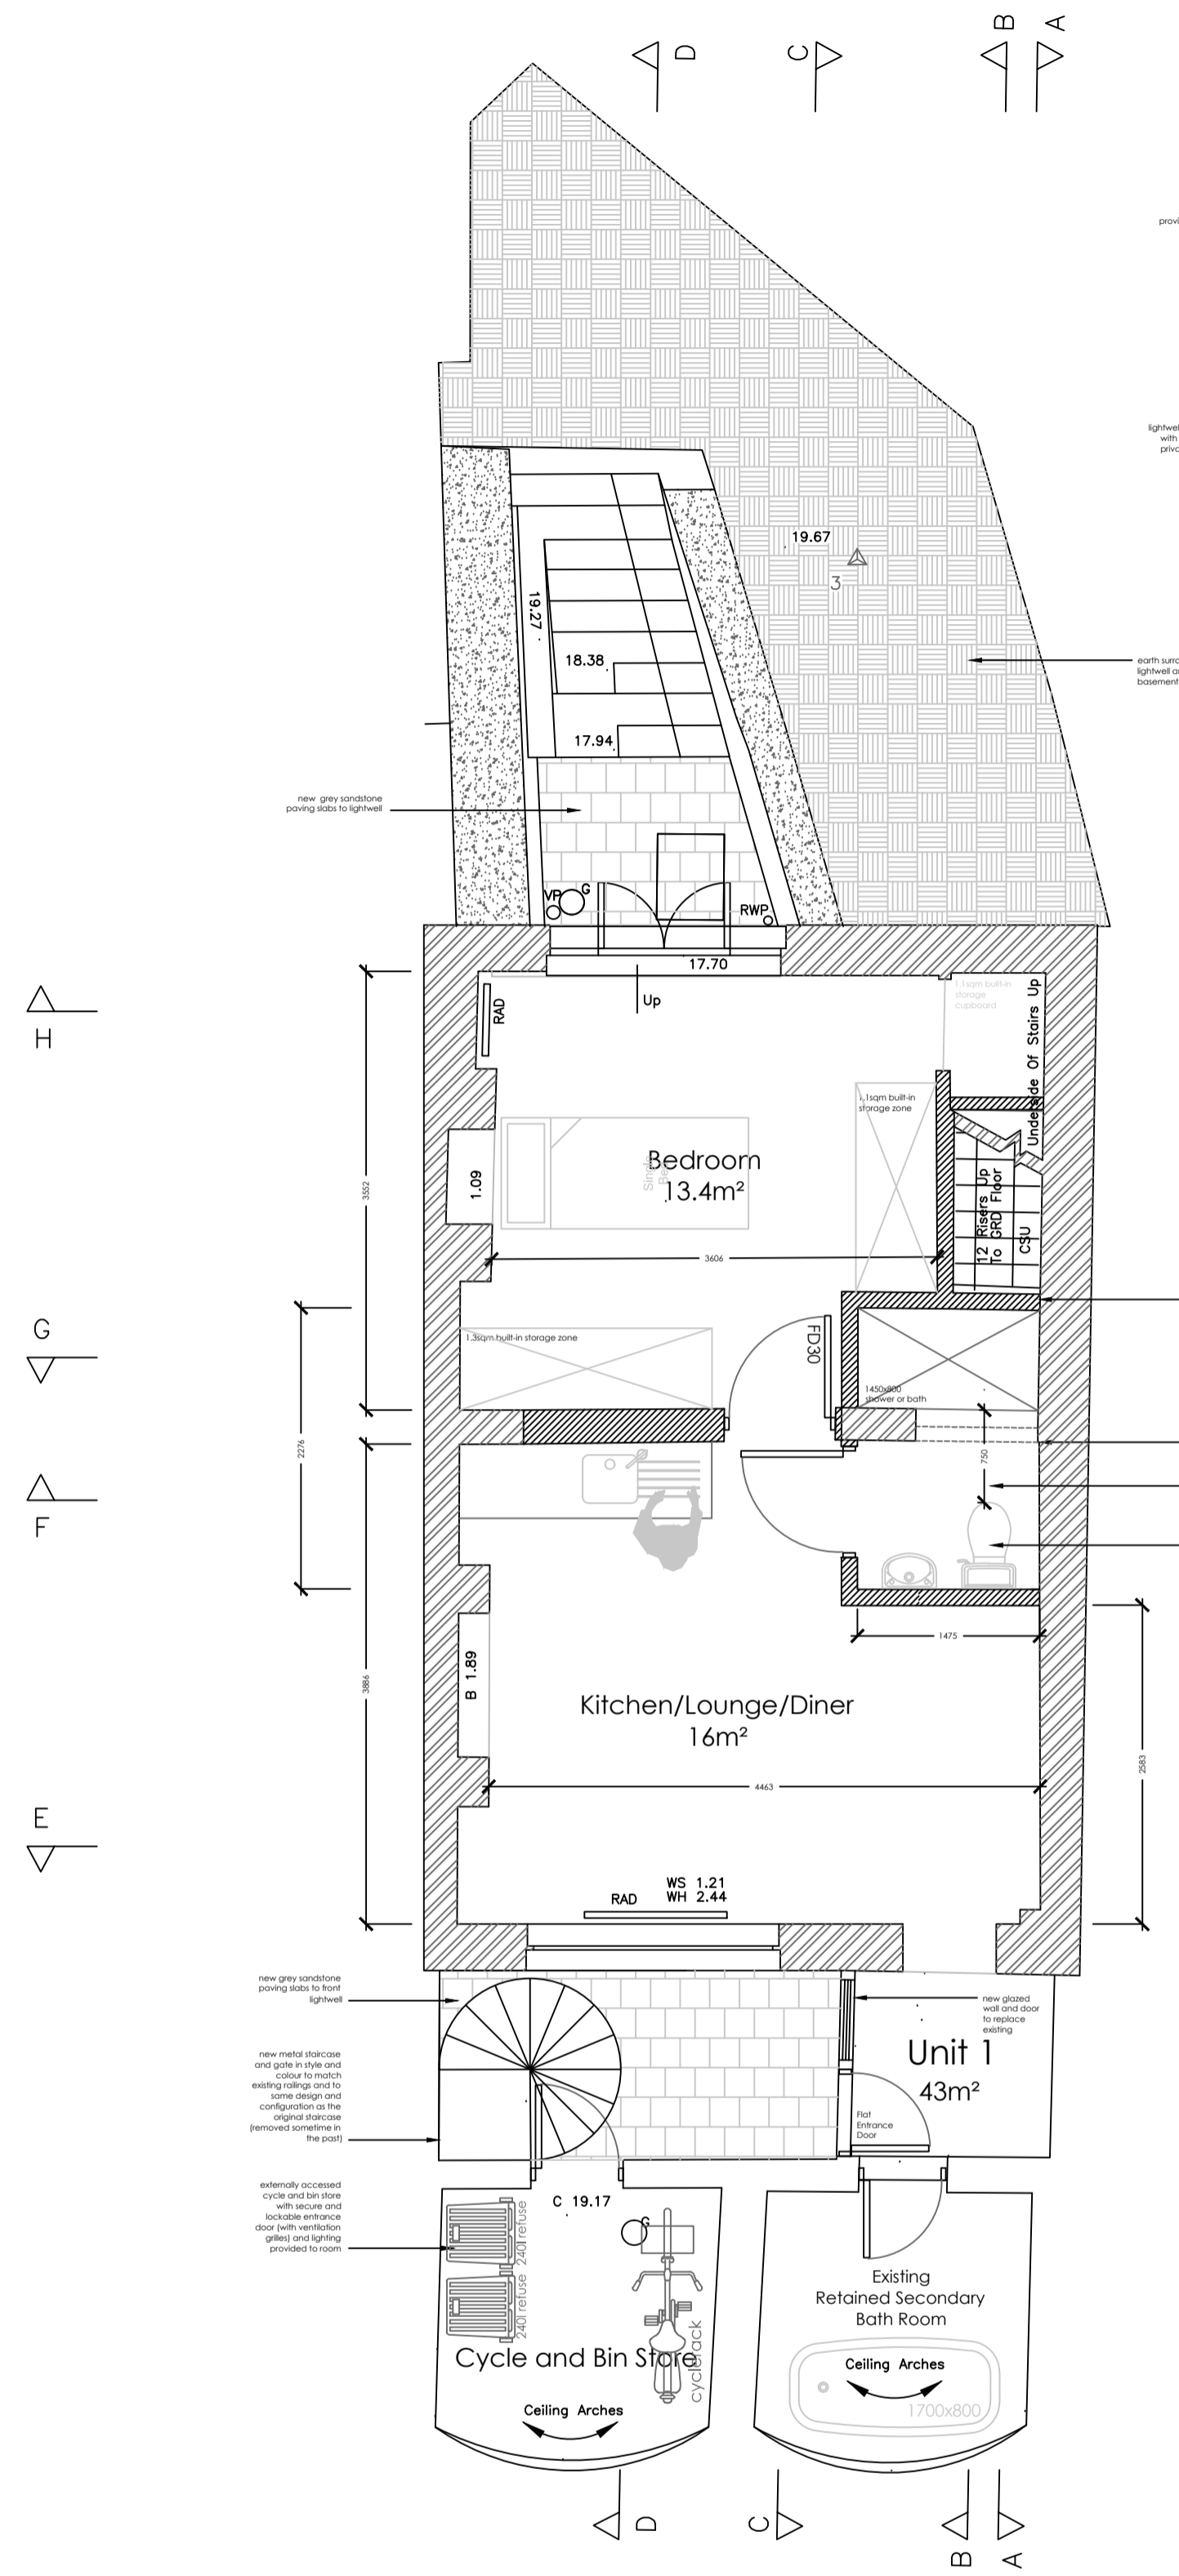 D
C
B
A
provi
lightwel
with
priva
19.67
3
19.27
18.38
17.94
earth surro
lightwell an
basement
new grey sandstone
paving slabs to lightwell
VP
G
RWP
17.70
Up
RAD
H
1.1sqm built-in
storage
cupboard
Underside Of Stairs Up
1.1sqm built-in
storage zone
Bedroom
13.4m²
Single
Bed
1.09
3552
12 Risers Up
To GRD Floor
CSU
3606
G
1.3sqm built-in storage zone
FD30
1450x800
shower or bath
2276
750
F
1475
B 1.89
3886
Kitchen/Lounge/Diner
16m²
4463
2583
E
WS 1.21
WH 2.44
RAD
new grey sandstone
paving slabs to front
lightwell
new glazed
wall and door
to replace
existing
Unit 1
43m²
new metal staircase
and gate in style and
colour to match
existing railings and to
same design and
configuration as the
original staircase
(removed sometime in
the past)
Flat
Entrance
Door
externally accessed
cycle and bin store
with secure and
lockable entrance
door (with ventilation
grilles) and lighting
provided to room
C 19.17
G
240l refuse
240l refuse
cyclerack
Cycle and Bin Store
Ceiling Arches
Existing
Retained Secondary
Bath Room
Ceiling Arches
1700x800
D
C
B
A